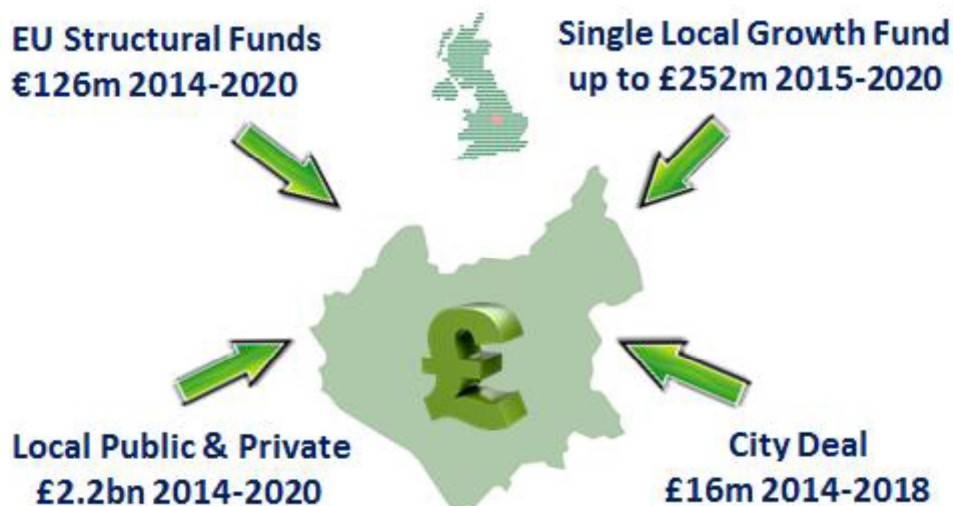 EU Structural Funds
€126m 2014-2020
Single Local Growth Fund
up to £252m 2015-2020
£
Local Public & Private
£2.2bn 2014-2020
City Deal
£16m 2014-2018